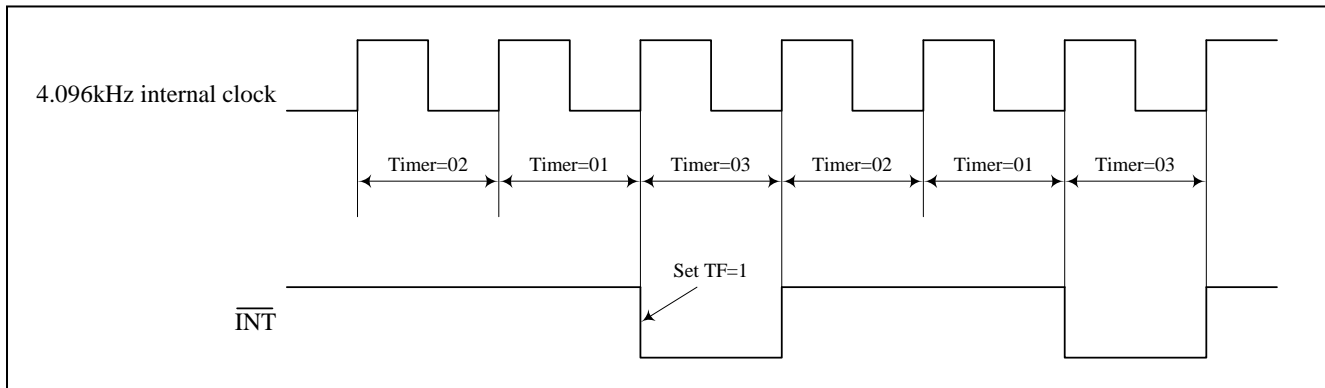 4.096kHz internal clock
Timer=02 Timer=01 Timer=03 Timer=02 Timer=01 Timer=03
Set TF=1
INT